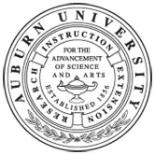 AUBURN UNIVERSITY
RESEARCH INSTRUCTION EXTENSION
FOR THE
ADVANCEMENT
OF SCIENCE
AND ARTS
ESTABLISHED 1856